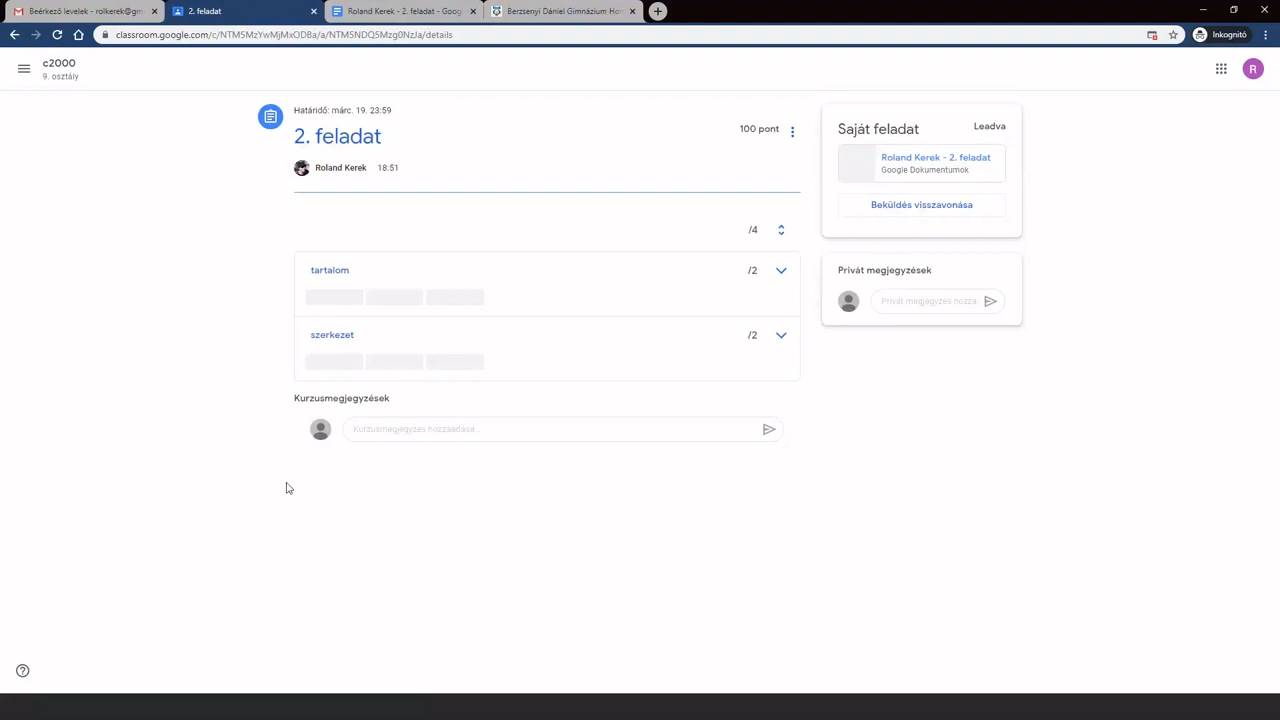 Beérkező levelek - rolkerek@gm
2. feladat
Roland Kerek - 2. feladat - Goog
Berzsenyi Dániel Gimnázium Hon
classroom.google.com/c/NTM5MzYwMjMxODBa/a/NTM5NDQ5Mzg0NzJa/details
Inkognitó
c2000
9. osztály
R
Határidő: márc. 19. 23:59
2. feladat
100 pont
Roland Kerek 18:51
/4
tartalom /2
szerkezet /2
Kurzusmegjegyzések
Kurzusmegjegyzés hozzáadása...
Saját feladat
Leadva
Roland Kerek - 2. feladat
Google Dokumentumok
Beküldés visszavonása
Privát megjegyzések
Privát megjegyzés hozzá...